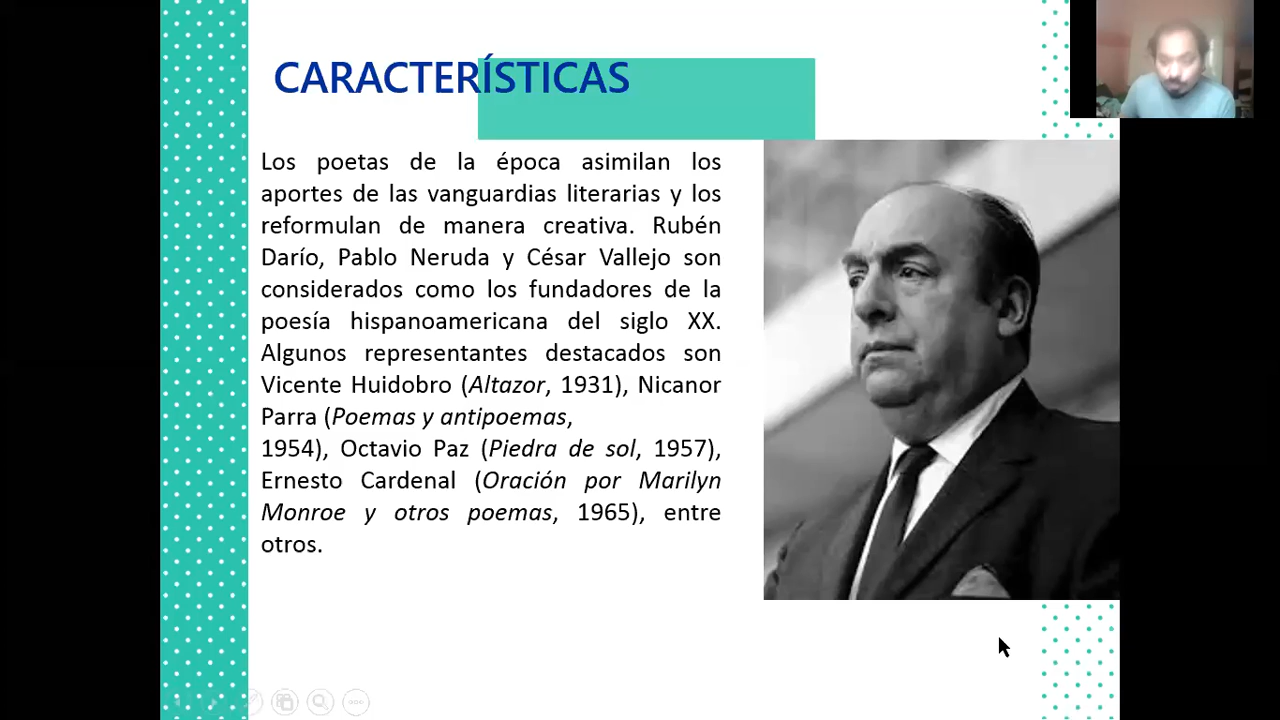 CARACTERÍSTICAS
Los poetas de la época asimilan los
aportes de las vanguardias literarias y los
reformulan de manera creativa. Rubén
Darío, Pablo Neruda y César Vallejo son
considerados como los fundadores de la
poesía hispanoamericana del siglo XX.
Algunos representantes destacados son
Vicente Huidobro (Altazor, 1931), Nicanor
Parra (Poemas y antipoemas,
1954), Octavio Paz (Piedra de sol, 1957),
Ernesto Cardenal (Oración por Marilyn
Monroe y otros poemas, 1965), entre
otros.